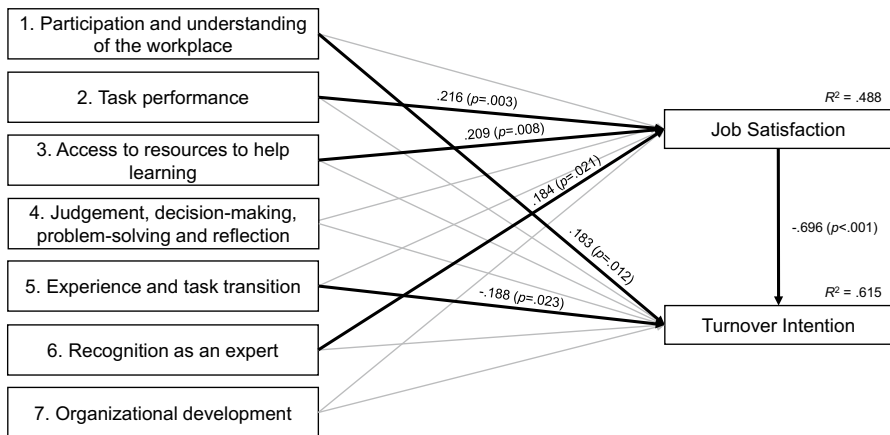 1. Participation and understanding
of the workplace
2. Task performance
3. Access to resources to help
learning
4. Judgement, decision-making,
problem-solving and reflection
5. Experience and task transition
6. Recognition as an expert
7. Organizational development
.216 (p=.003)
.209 (p=.008)
.184 (p=.021)
.183 (p=.012)
-.188 (p=.023)
R² = .488
Job Satisfaction
-.696 (p<.001)
R² = .615
Turnover Intention